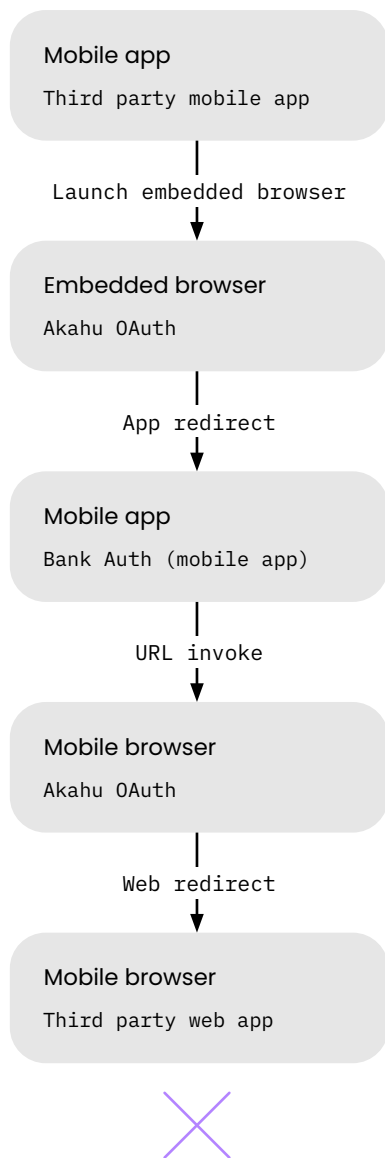 Mobile app
Third party mobile app
Launch embedded browser
Embedded browser
Akahu OAuth
App redirect
Mobile app
Bank Auth (mobile app)
URL invoke
Mobile browser
Akahu OAuth
Web redirect
Mobile browser
Third party web app